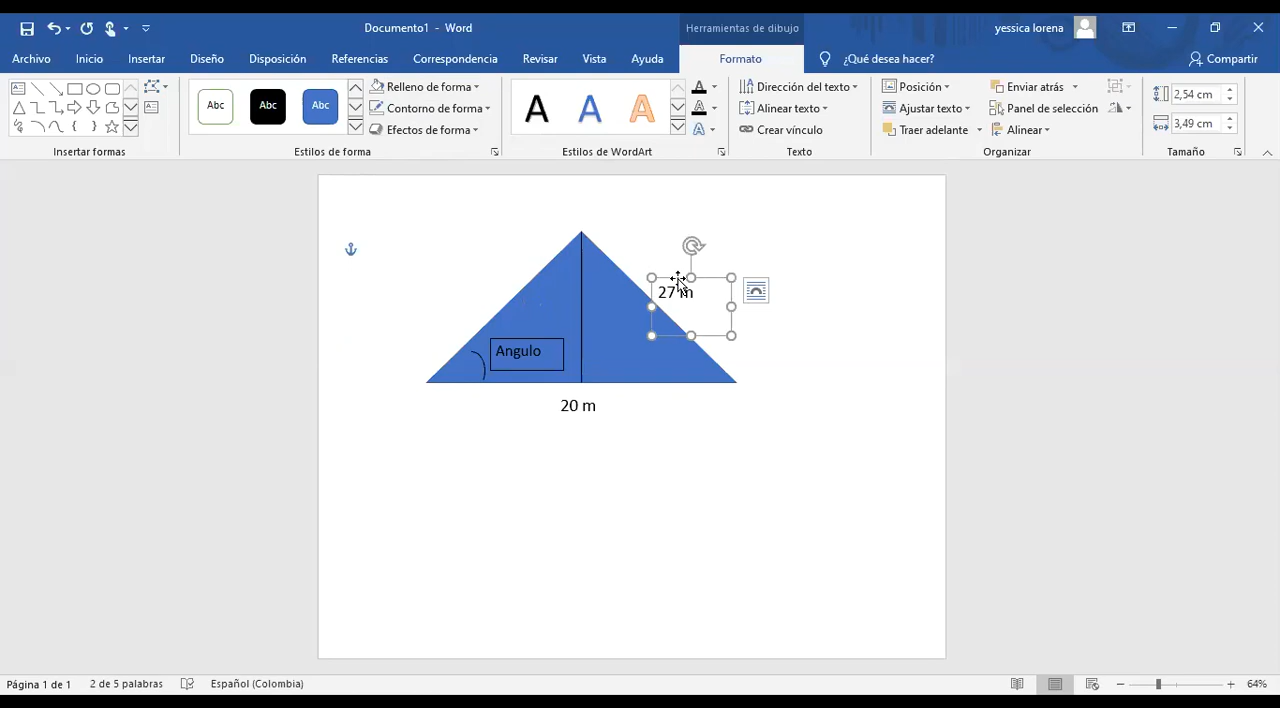 Documento1 - Word
Herramientas de dibujo
yessica lorena
Archivo
Inicio
Insertar
Diseño
Disposición
Referencias
Correspondencia
Revisar
Vista
Ayuda
Formato
¿Qué desea hacer?
Compartir
Abc
Abc
Abc
Relleno de forma
Contorno de forma
Efectos de forma
A
A
A
A
A
A
Dirección del texto
Alinear texto
Crear vínculo
Posición
Ajustar texto
Traer adelante
Enviar atrás
Panel de selección
Alinear
2,54 cm
3,49 cm
Insertar formas
Estilos de forma
Estilos de WordArt
Texto
Organizar
Tamaño
27 m
Angulo
20 m
Página 1 de 1
2 de 5 palabras
Español (Colombia)
64%